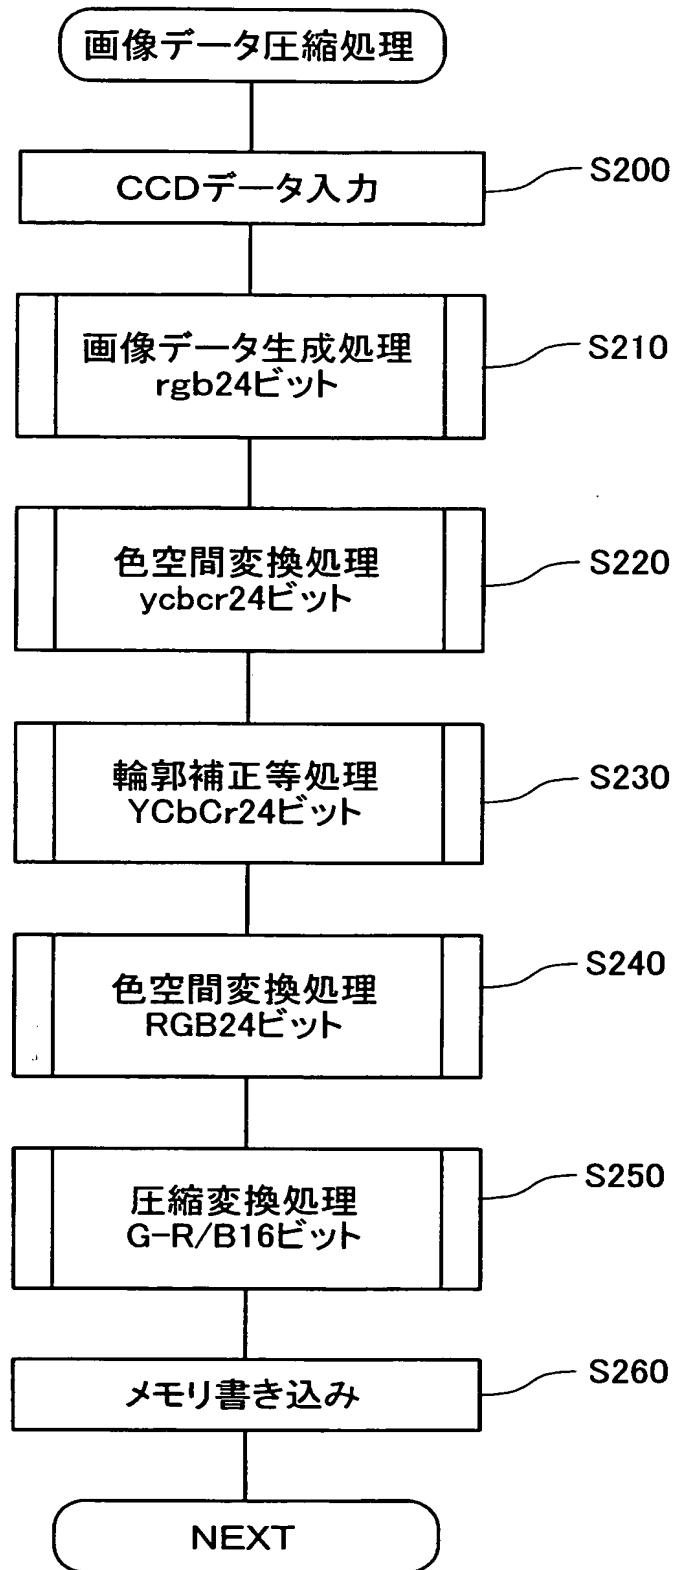 画像データ圧縮処理
CCDデータ入力
S200
画像データ生成処理
rgb24ビット
S210
色空間変換処理
ycbcr24ビット
S220
輪郭補正等処理
YCbCr24ビット
S230
色空間変換処理
RGB24ビット
S240
圧縮変換処理
G-R/B16ビット
S250
メモリ書き込み
S260
NEXT